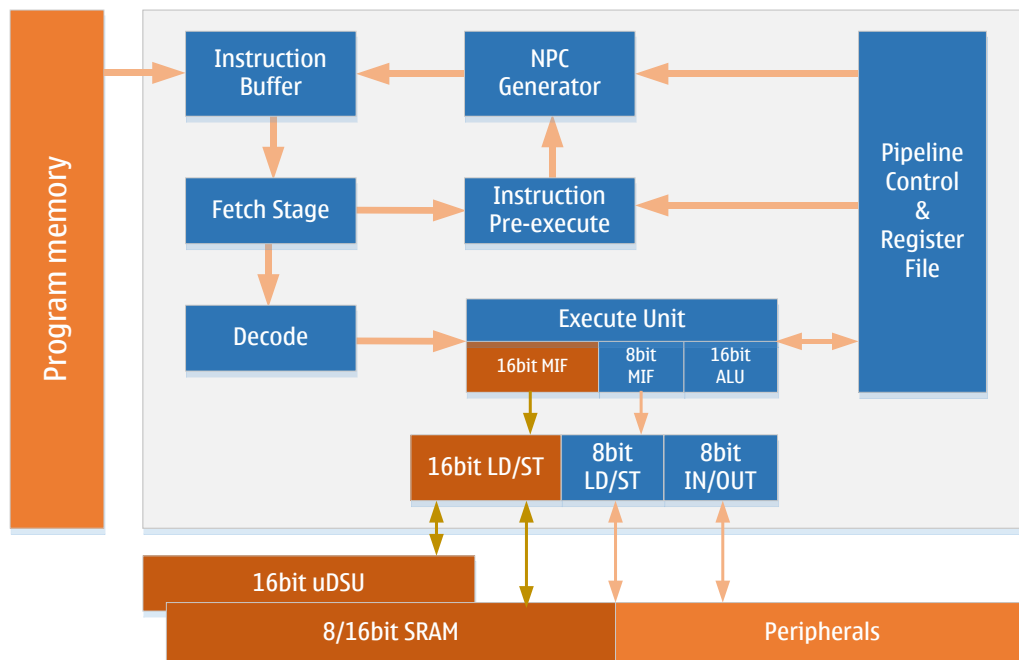 Program memory
Instruction
Buffer
NPC
Generator
Pipeline
Control
&
Register
File
Fetch Stage
Instruction
Pre-execute
Decode
Execute Unit
16bit MIF
8bit
MIF
16bit
ALU
16bit LD/ST
8bit
LD/ST
8bit
IN/OUT
16bit uDSU
8/16bit SRAM
Peripherals